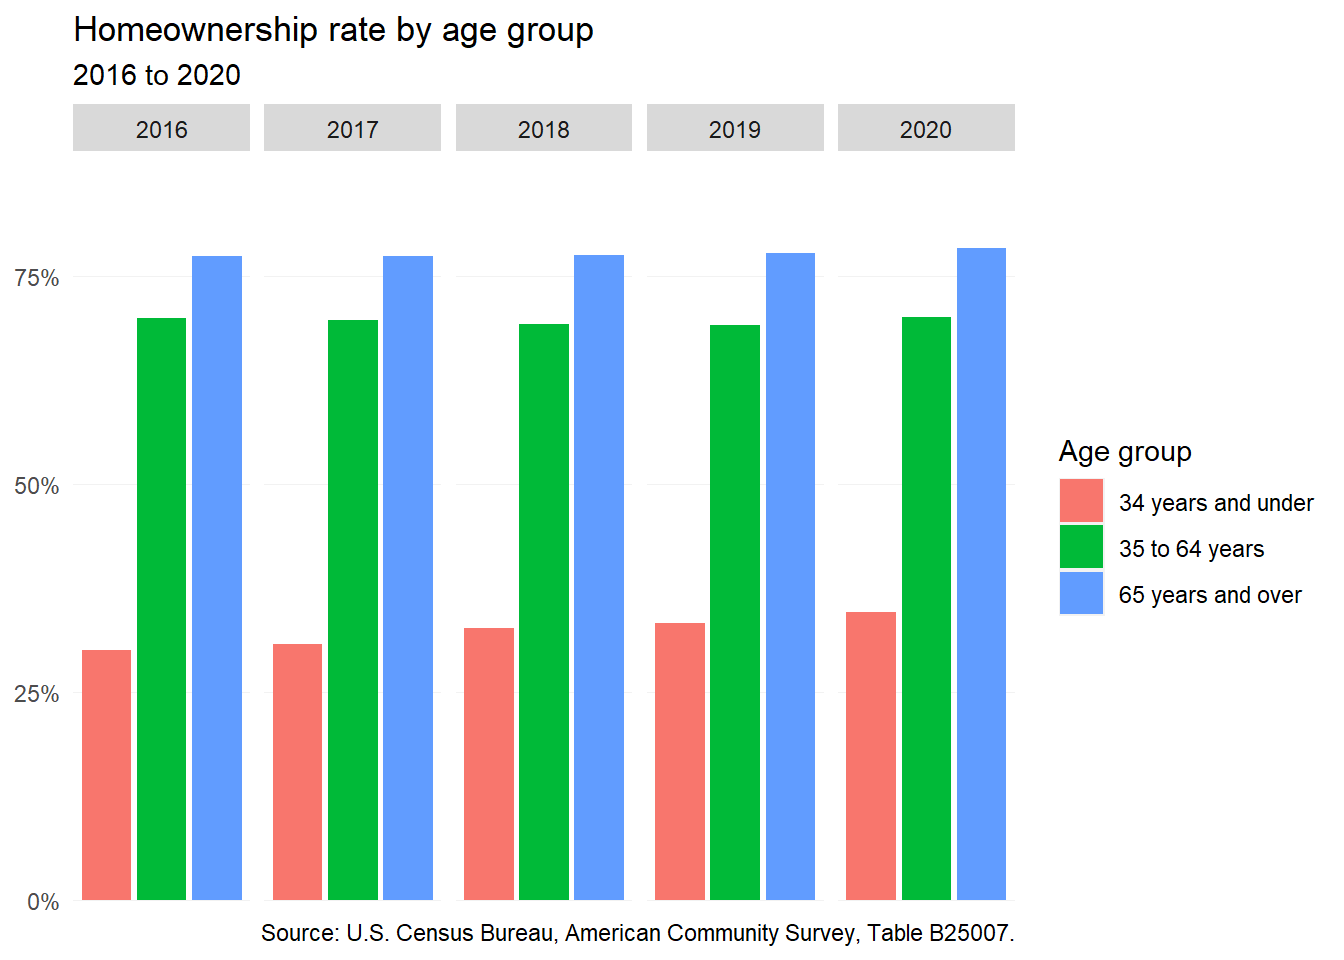 Homeownership rate by age group
2016 to 2020
2016 2017 2018 2019 2020
75%
50%
25%
0%
Age group
34 years and under
35 to 64 years
65 years and over
Source: U.S. Census Bureau, American Community Survey, Table B25007.